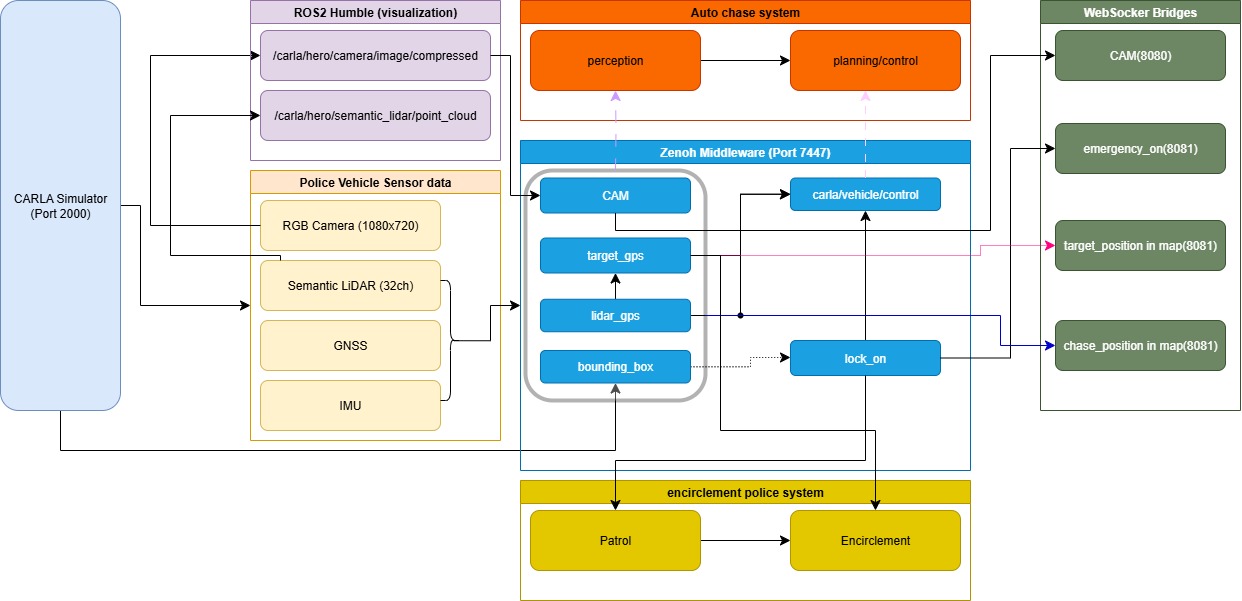 CARLA Simulator
(Port 2000)
ROS2 Humble (visualization)
/carla/hero/camera/image/compressed
/carla/hero/semantic_lidar/point_cloud
Police Vehicle Sensor data
RGB Camera (1080x720)
Semantic LiDAR (32ch)
GNSS
IMU
Auto chase system
perception
planning/control
Zenoh Middleware (Port 7447)
CAM
carla/vehicle/control
target_gps
lidar_gps
bounding_box
lock_on
encirclement police system
Patrol
Encirclement
WebSocker Bridges
CAM(8080)
emergency_on(8081)
target_position in map(8081)
chase_position in map(8081)